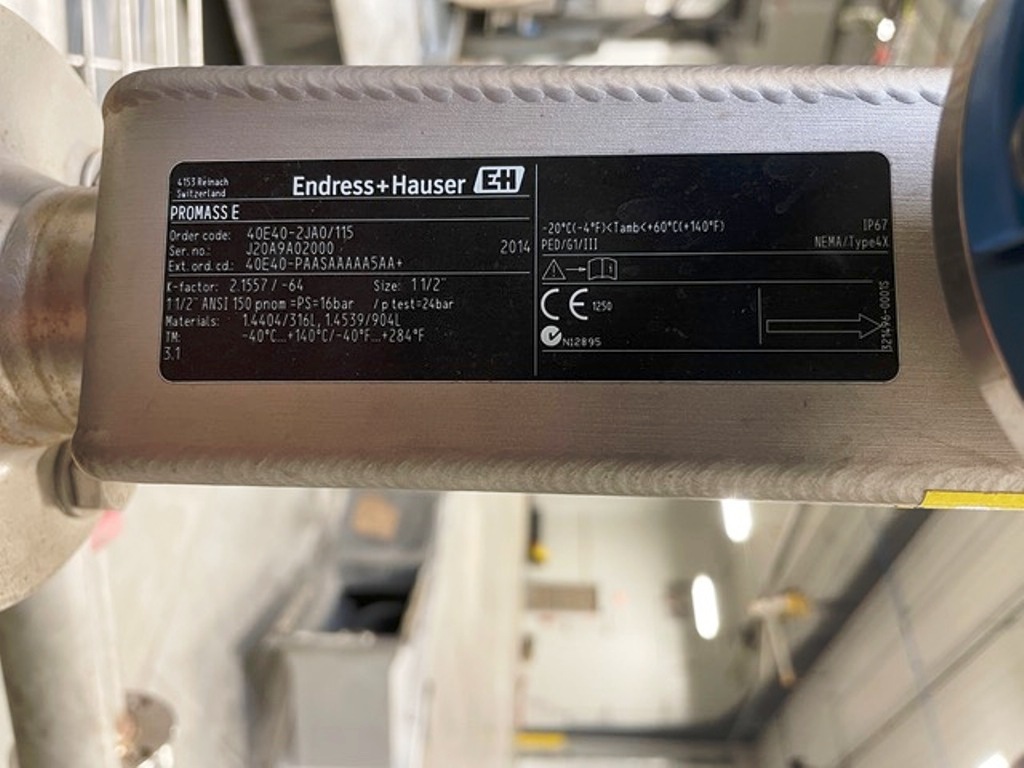 4153 Reinach
Switzerland
Endress+Hauser EH
PROMASS E
Order code: 40E40-2JA0/115
Ser. no.: J20A9A02000 2014
Ext. ord. cd.: 40E40-PAASAAAAA5AA+
K-factor: 2.1557 / -64 Size: 1 1/2"
1 1/2" ANSI 150 pnom =PS=16bar / p test=24bar
Materials: 1.4404/316L, 1.4539/904L
TM: -40°C...+140°C/-40°F...+284°F
3.1
-20°C(-4°F)<Tamb<+60°C(+140°F) IP67
PED/G1/III NEMA/Type4X
CE 1250
N12895
321496-0001S